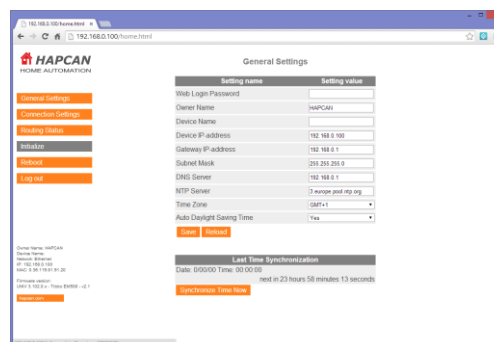 192.168.0.100/home.html
192.168.0.100/home.html
HAPCAN
HOME AUTOMATION
General Settings
Connection Settings
Routing Status
Initialize
Reboot
Log out
General Settings
Setting name Setting value
Web Login Password
Owner Name HAPCAN
Device Name
Device IP-address 192.168.0.100
Gateway IP-address 192.168.0.1
Subnet Mask 255.255.255.0
DNS Server 192.168.0.1
NTP Server 3.europe.pool.ntp.org
Time Zone GMT+1
Auto Daylight Saving Time Yes
Save Reload
Last Time Synchronization
Date: 0/00/00 Time: 00:00:00
next in 23 hours 58 minutes 13 seconds
Synchronize Time Now
Owner Name: HAPCAN
Device Name:
Network: Ethernet
IP: 192.168.0.100
Firmware version:
hapcan.com